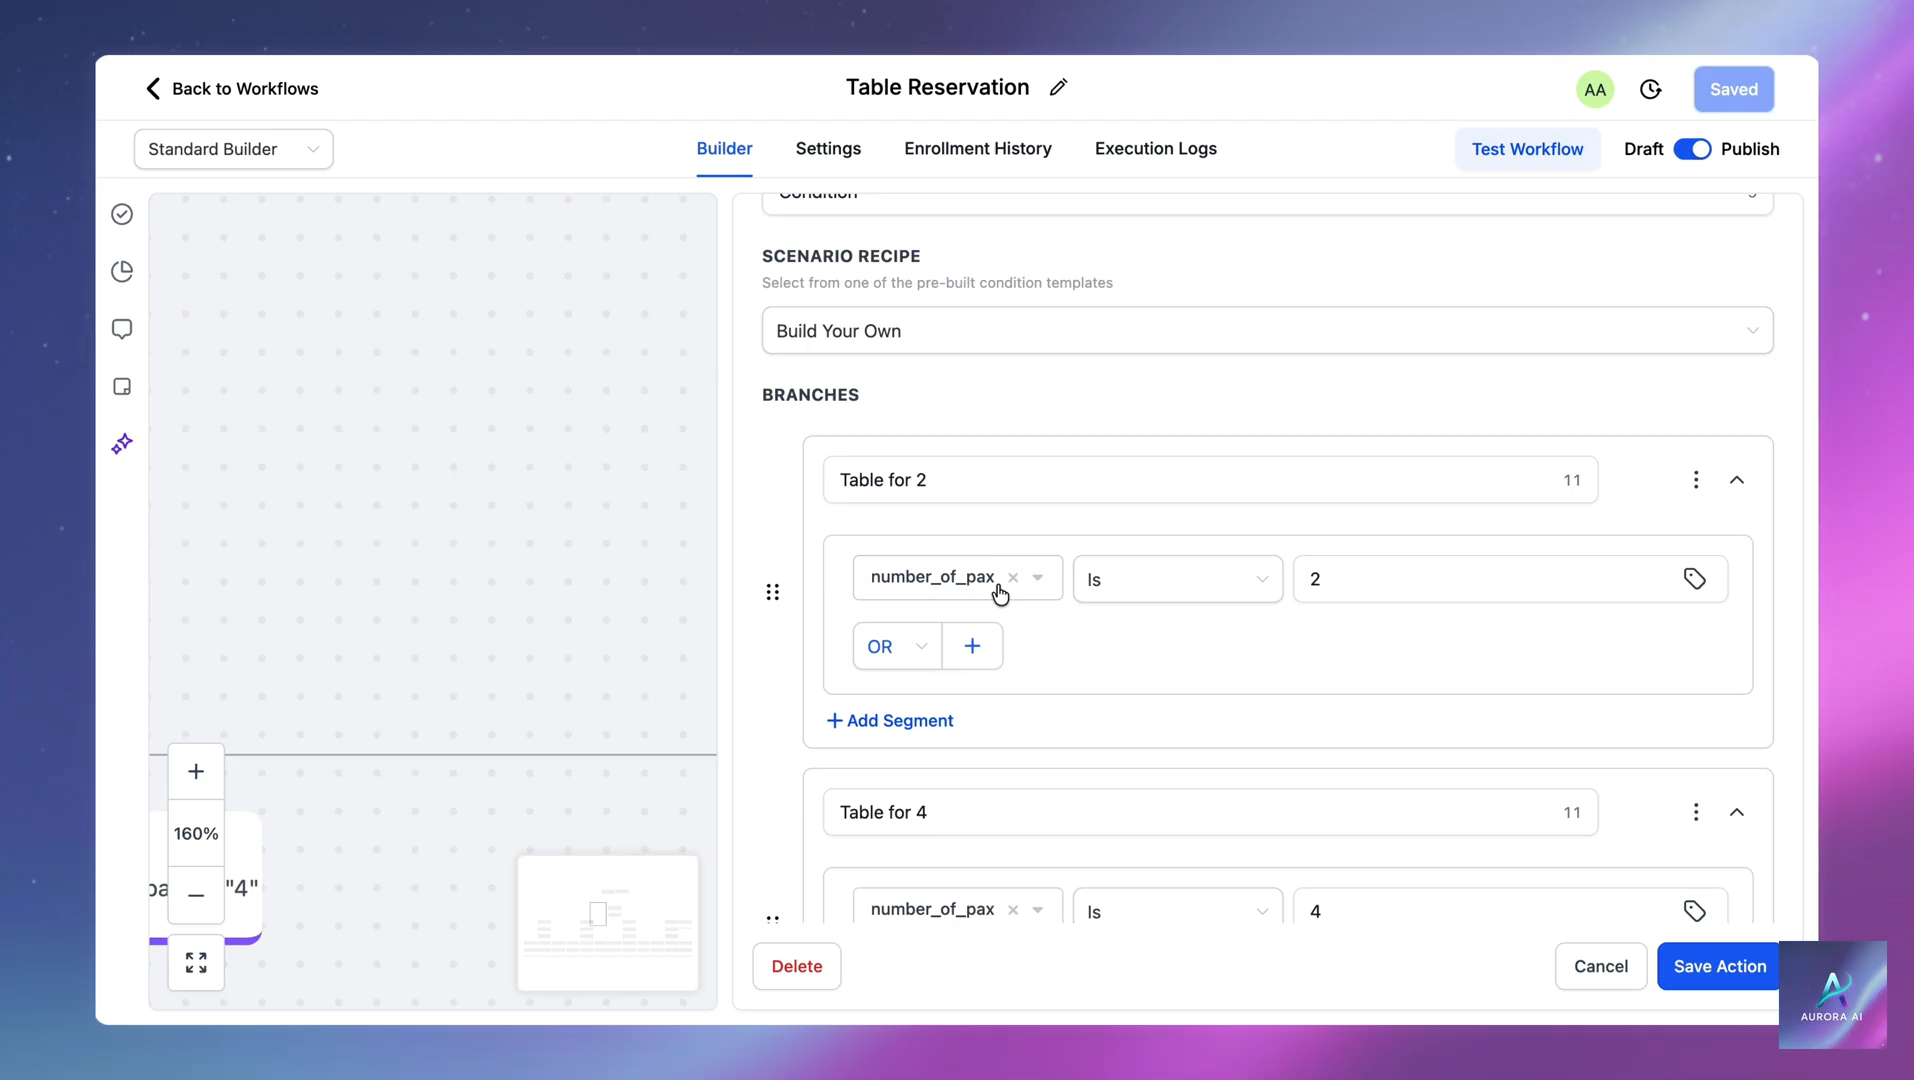 Back to Workflows
Table Reservation
AA
Saved
Standard Builder
Builder
Settings
Enrollment History
Execution Logs
Test Workflow
Draft
Publish
Condition
SCENARIO RECIPE
Select from one of the pre-built condition templates
Build Your Own
BRANCHES
Table for 2
11
number_of_pax
Is
2
OR
+
+ Add Segment
Table for 4
11
number_of_pax
Is
4
+
160%
"4"
−
Delete
Cancel
Save Action
AURORA AI